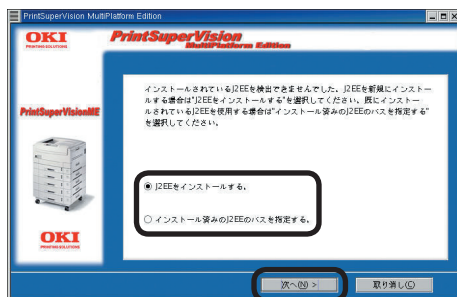 PrintSuperVision MultiPlatform Edition
OKI
PRINTING SOLUTIONS
PrintSuperVision
MultiPlatform Edition
インストールされているJ2EEを検出できませんでした。J2EEを新規にインストー
ルする場合は"J2EEをインストールする"を選択してください。既にインストー
ルされているJ2EEを使用する場合は"インストール済みのJ2EEのパスを指定する"
を選択してください。
PrintSuperVisionME
J2EEをインストールする。
インストール済みのJ2EEのパスを指定する。
OKI
PRINTING SOLUTIONS
次へ(N) >
取り消し(C)